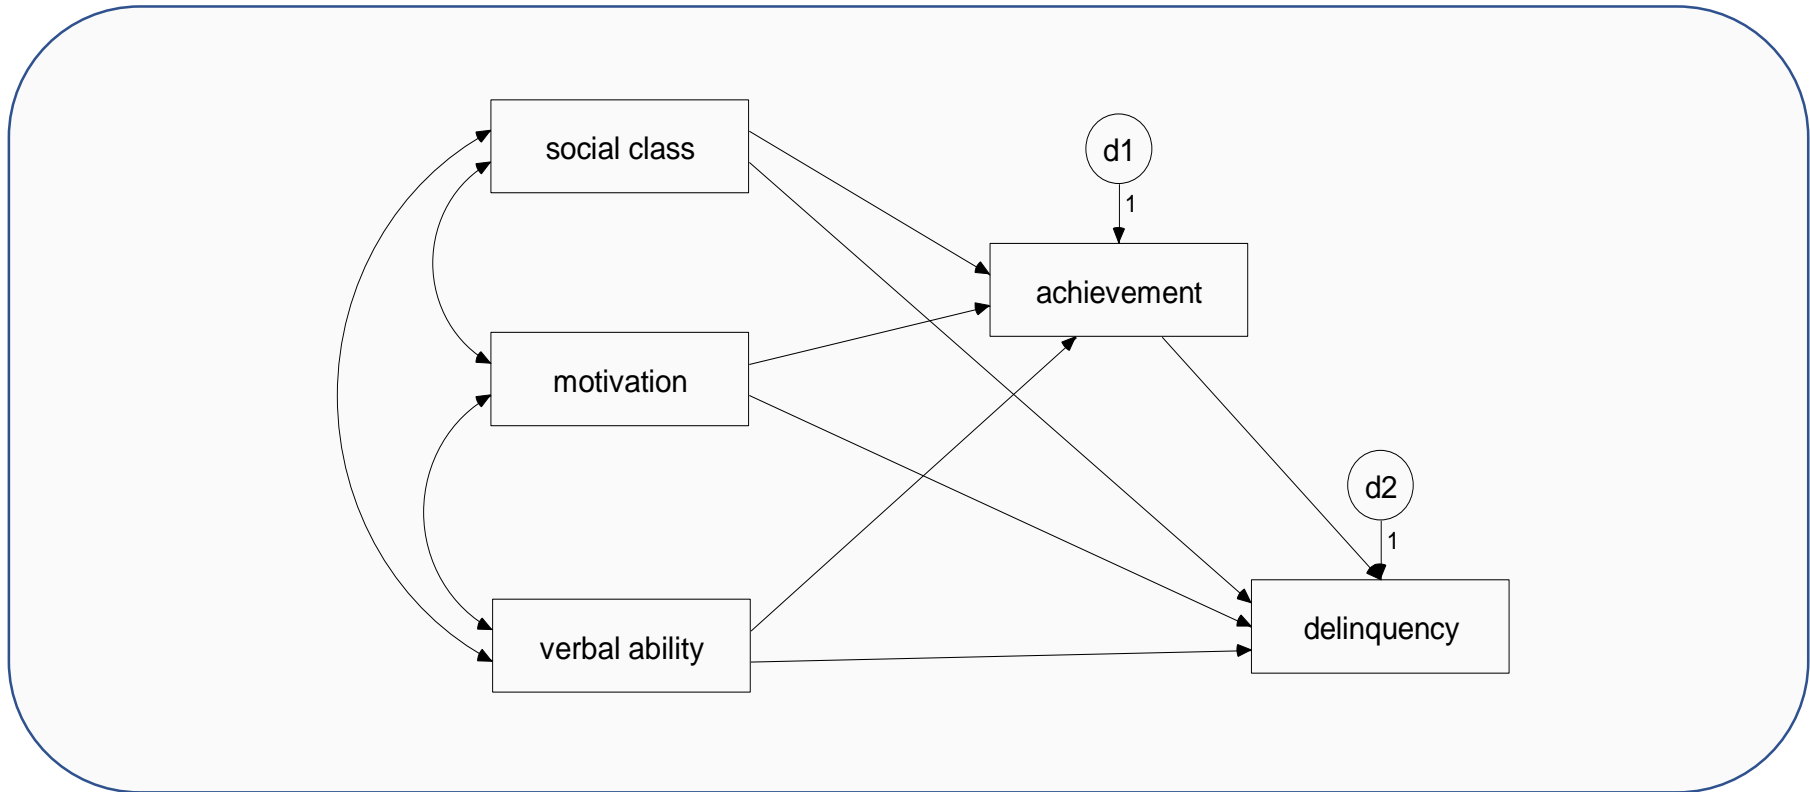 social class
d1
1
achievement
motivation
d2
1
delinquency
verbal ability